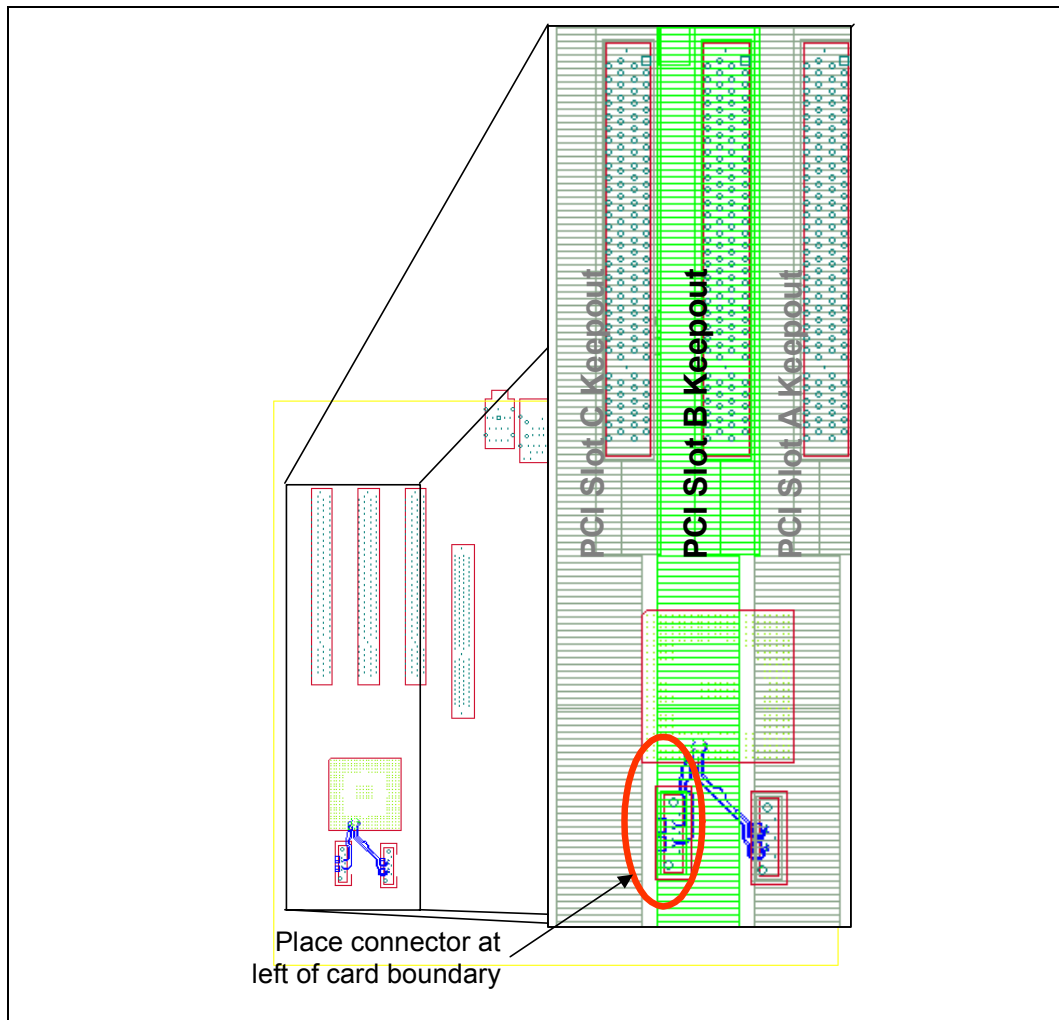 PCI Slot C Keepout
PCI Slot B Keepout
PCI Slot A Keepout
Place connector at
left of card boundary